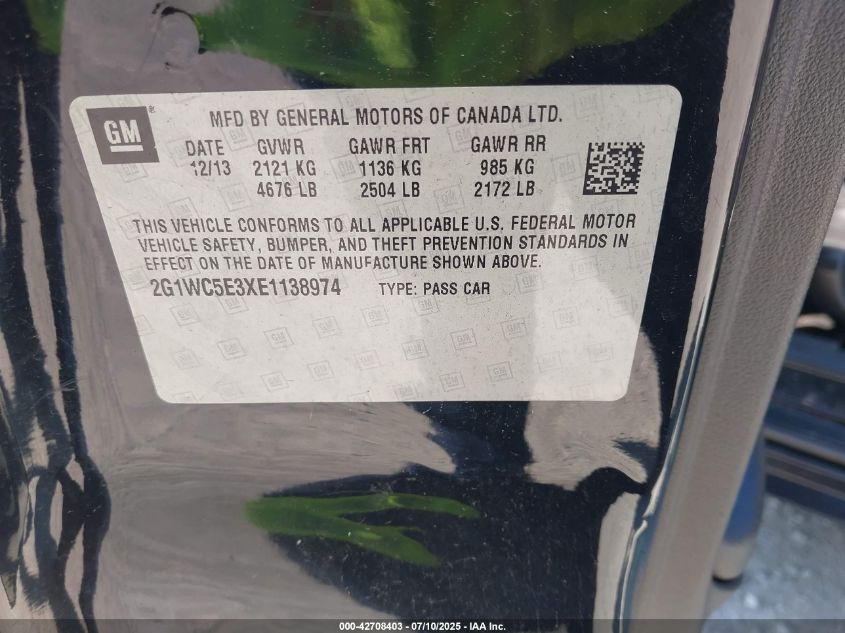 GM
MFD BY GENERAL MOTORS OF CANADA LTD.
DATE GVWR GAWR FRT GAWR RR
12/13 2121 KG 1136 KG 985 KG
4676 LB 2504 LB 2172 LB
THIS VEHICLE CONFORMS TO ALL APPLICABLE U.S. FEDERAL MOTOR
VEHICLE SAFETY, BUMPER, AND THEFT PREVENTION STANDARDS IN
EFFECT ON THE DATE OF MANUFACTURE SHOWN ABOVE.
2G1WC5E3XE1138974 TYPE: PASS CAR
000-42708403 - 07/10/2025 - IAA Inc.